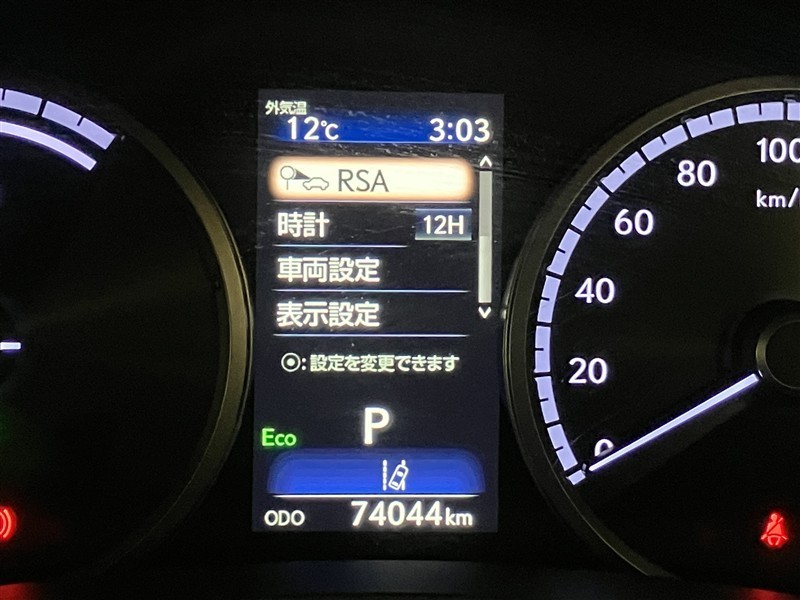 外気温
12℃ 3:03
RSA
時計 12H
車両設定
表示設定
⦿:設定を変更できます
P
Eco
ODO 74044km
100
80
km/
60
40
20
0